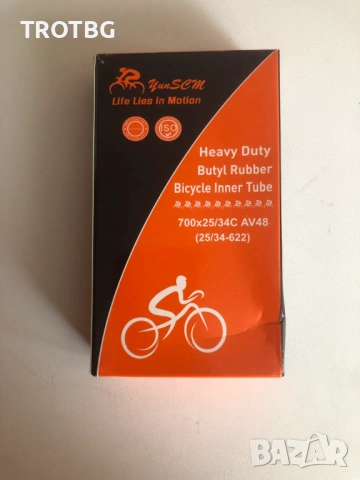 TROTBG
YunSCM
Life Lies in Motion
ISO
Heavy Duty
Butyl Rubber
Bicycle Inner Tube
700x25/34C AV48
(25/34-622)
BAZAR